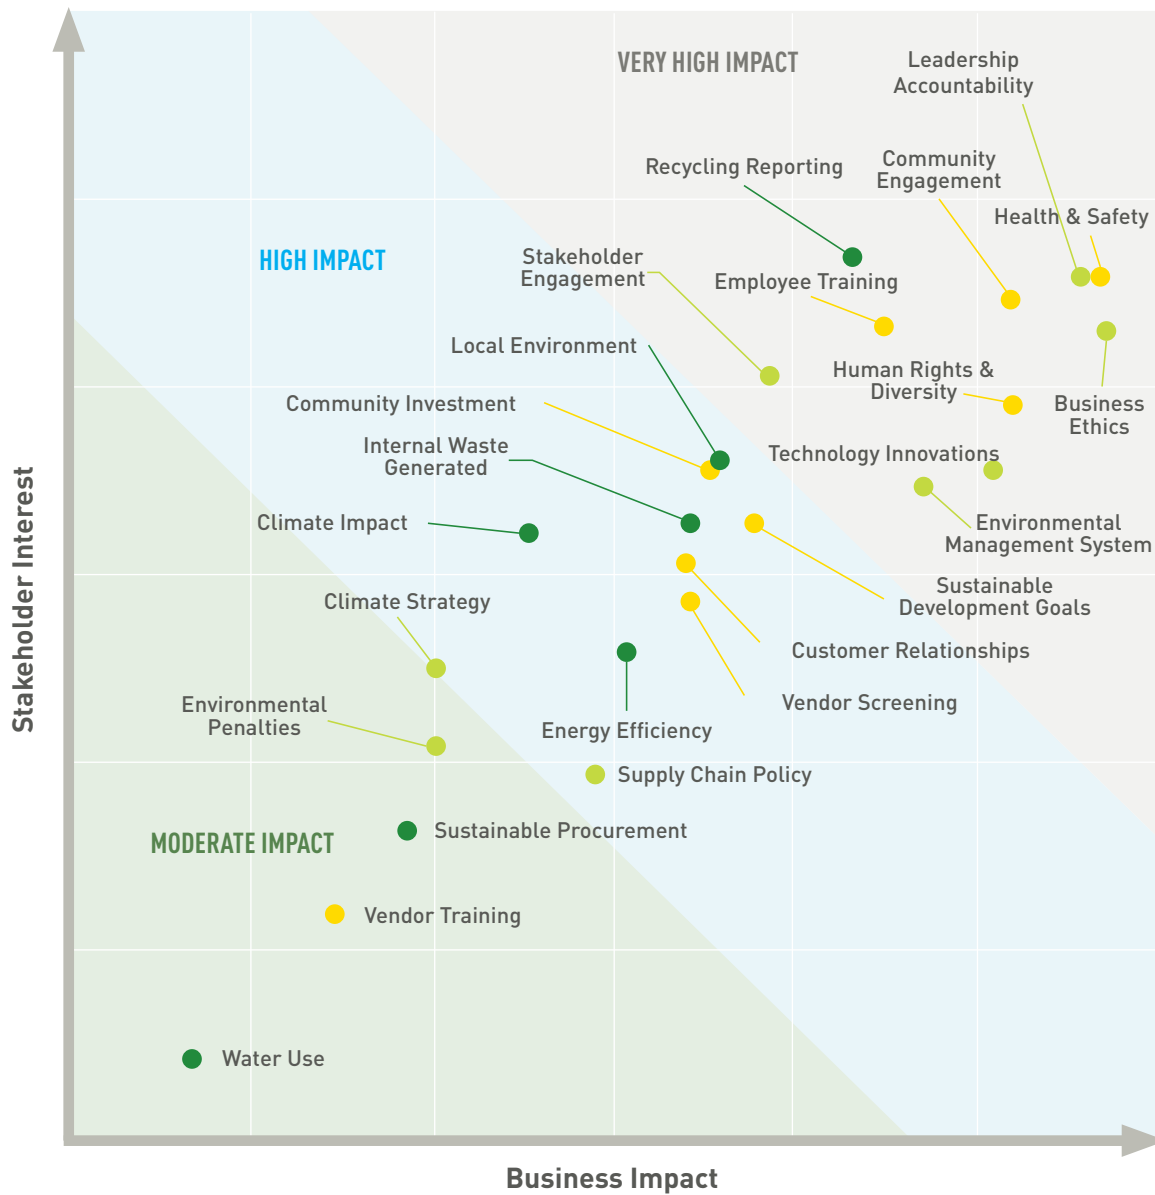 VERY HIGH IMPACT
Leadership
Accountability
Recycling Reporting
Community
Engagement
Health & Safety
HIGH IMPACT
Stakeholder
Engagement
Employee Training
Local Environment
Human Rights &
Diversity
Business
Ethics
Community Investment
Internal Waste
Generated
Technology Innovations
Climate Impact
Environmental
Management System
Sustainable
Development Goals
Climate Strategy
Customer Relationships
Environmental
Penalties
Vendor Screening
Energy Efficiency
Supply Chain Policy
MODERATE IMPACT
Sustainable Procurement
Vendor Training
Water Use
Stakeholder Interest
Business Impact